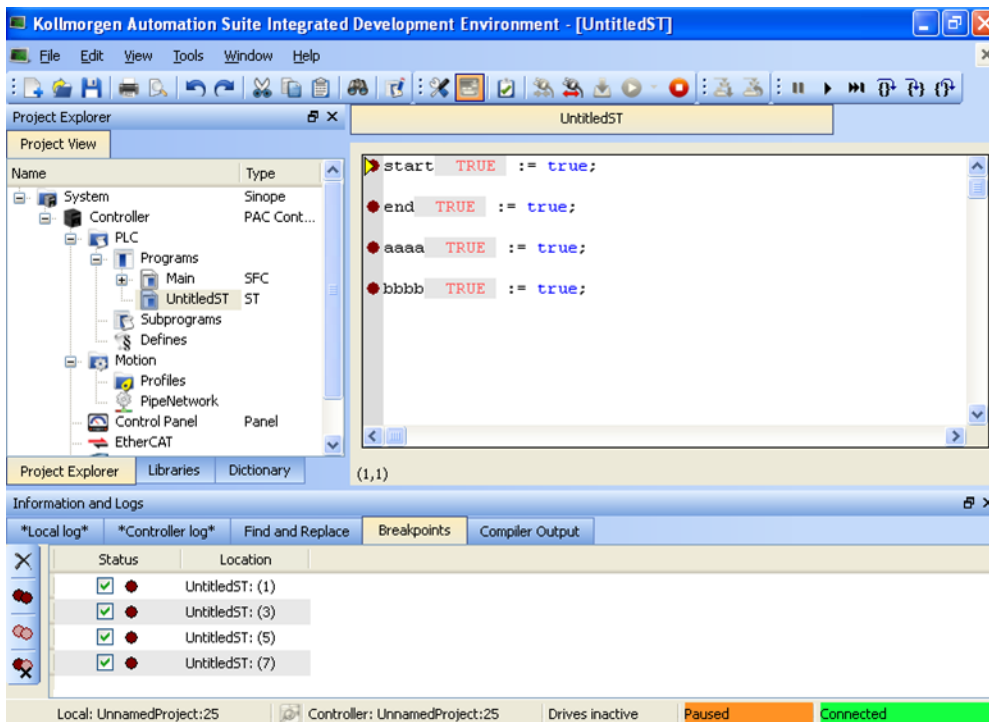 Kollmorgen Automation Suite Integrated Development Environment - [UntitledST]
File Edit View Tools Window Help
Project Explorer
UntitledST
Project View
Name Type
System Sinope
Controller PAC Cont...
PLC
Programs
Main SFC
UntitledST ST
Subprograms
Defines
Motion
Profiles
PipeNetwork
Control Panel Panel
EtherCAT
start TRUE := true;
end TRUE := true;
aaaa TRUE := true;
bbbb TRUE := true;
Project Explorer Libraries Dictionary
(1,1)
Information and Logs
*Local log* *Controller log* Find and Replace Breakpoints Compiler Output
Status Location
UntitledST: (1)
UntitledST: (3)
UntitledST: (5)
UntitledST: (7)
Local: UnnamedProject:25 Controller: UnnamedProject:25 Drives inactive Paused Connected